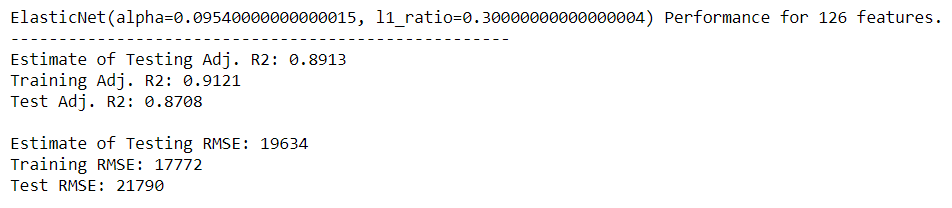 ElasticNet(alpha=0.09540000000000015, l1_ratio=0.30000000000000004) Performance for 126 features.
----------------------------------------------------
Estimate of Testing Adj. R2: 0.8913
Training Adj. R2: 0.9121
Test Adj. R2: 0.8708
Estimate of Testing RMSE: 19634
Training RMSE: 17772
Test RMSE: 21790